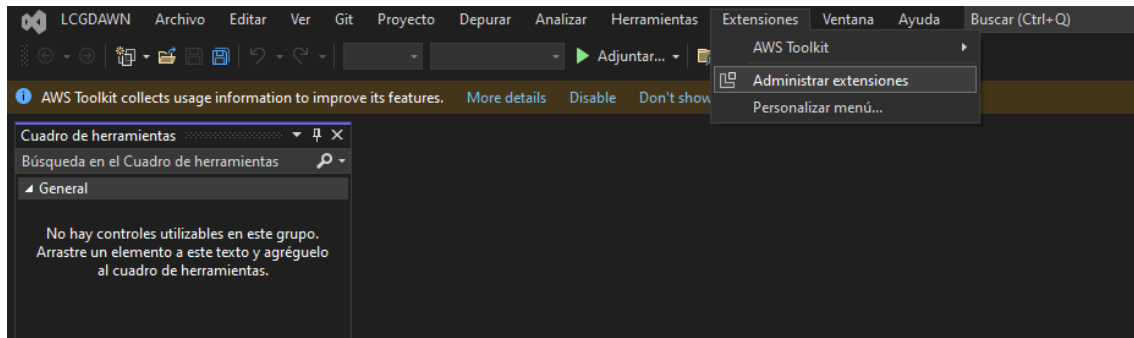 LCGDAWN Archivo Editar Ver Git Proyecto Depurar Analizar Herramientas Extensiones Ventana Ayuda Buscar (Ctrl+Q)
Adjuntar...
AWS Toolkit
Administrar extensiones
Personalizar menú...
AWS Toolkit collects usage information to improve its features. More details Disable Don't show
Cuadro de herramientas
Búsqueda en el Cuadro de herramientas
General
No hay controles utilizables en este grupo.
Arrastre un elemento a este texto y agréguelo
al cuadro de herramientas.